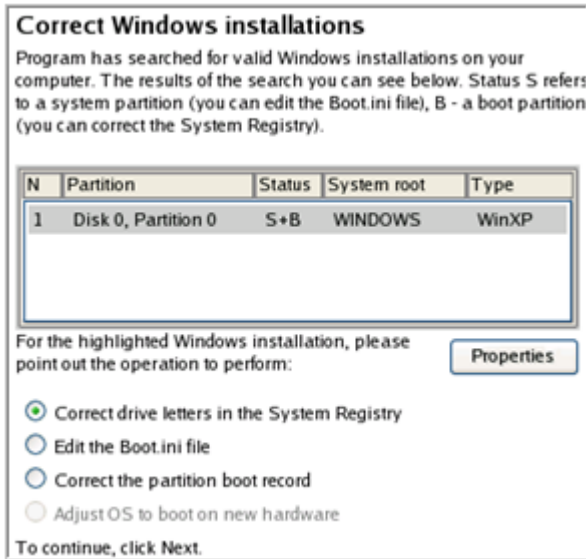 Correct Windows installations
Program has searched for valid Windows installations on your
computer. The results of the search you can see below. Status S refers
to a system partition (you can edit the Boot.ini file), B - a boot partition
(you can correct the System Registry).
N Partition Status System root Type
1 Disk 0, Partition 0 S+B WINDOWS WinXP
For the highlighted Windows installation, please
point out the operation to perform:
Properties
Correct drive letters in the System Registry
Edit the Boot.ini file
Correct the partition boot record
Adjust OS to boot on new hardware
To continue, click Next.